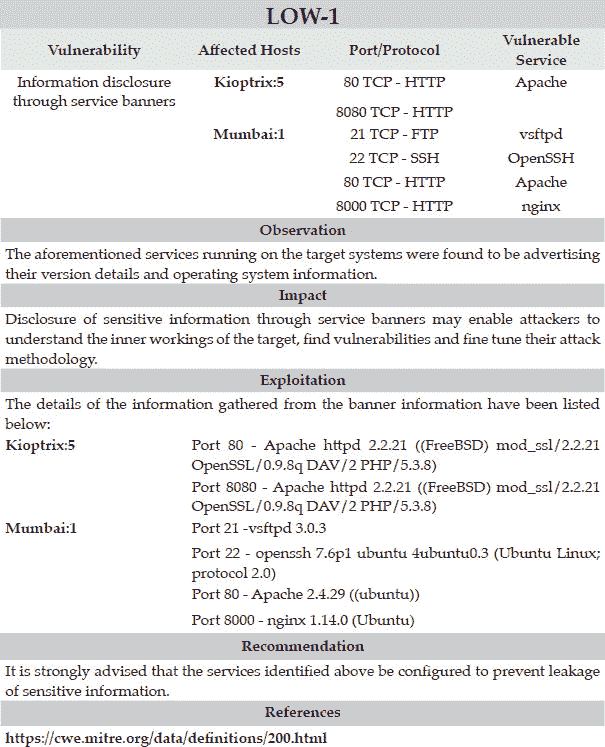 LOW-1
Vulnerability Affected Hosts Port/Protocol Vulnerable Service
Information disclosure through service banners
Kioptrix:5 80 TCP - HTTP Apache
8080 TCP - HTTP
Mumbai:1 21 TCP - FTP vsftpd
22 TCP - SSH OpenSSH
80 TCP - HTTP Apache
8000 TCP - HTTP nginx
Observation
The aforementioned services running on the target systems were found to be advertising
their version details and operating system information.
Impact
Disclosure of sensitive information through service banners may enable attackers to
understand the inner workings of the target, find vulnerabilities and fine tune their attack
methodology.
Exploitation
The details of the information gathered from the banner information have been listed
below:
Kioptrix:5 Port 80 - Apache httpd 2.2.21 ((FreeBSD) mod_ssl/2.2.21
OpenSSL/0.9.8q DAV/2 PHP/5.3.8)
Port 8080 - Apache httpd 2.2.21 ((FreeBSD) mod_ssl/2.2.21
OpenSSL/0.9.8q DAV/2 PHP/5.3.8)
Mumbai:1 Port 21 -vsftpd 3.0.3
Port 22 - openssh 7.6p1 ubuntu 4ubuntu0.3 (Ubuntu Linux;
protocol 2.0)
Port 80 - Apache 2.4.29 ((ubuntu))
Port 8000 - nginx 1.14.0 (Ubuntu)
Recommendation
It is strongly advised that the services identified above be configured to prevent leakage
of sensitive information.
References
https://cwe.mitre.org/data/definitions/200.html